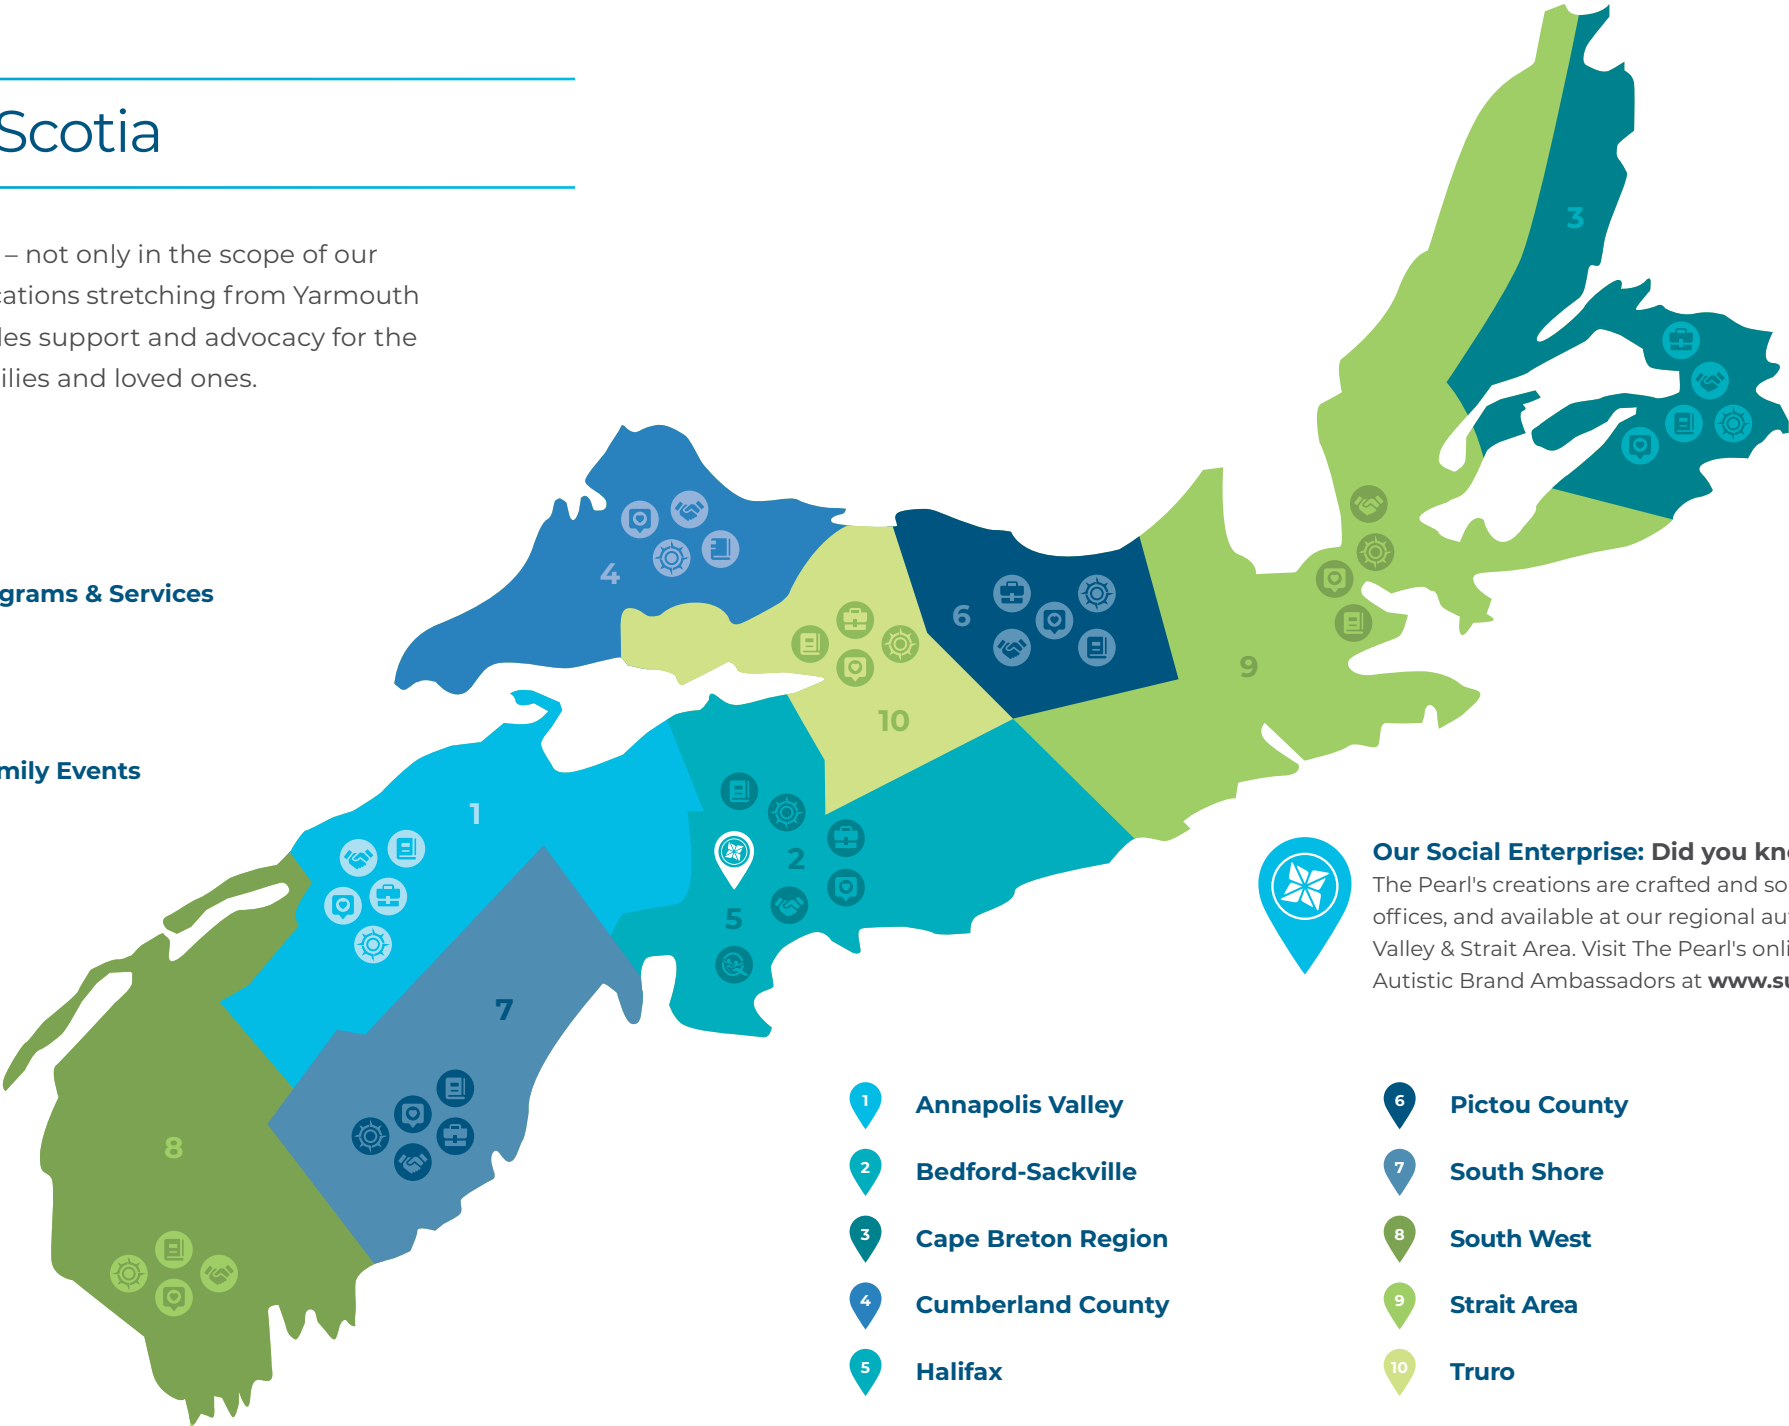 Scotia
– not only in the scope of our
cations stretching from Yarmouth
les support and advocacy for the
ilies and loved ones.
grams & Services
mily Events
3
4
6
9
10
1
2
5
7
8
Our Social Enterprise: Did you kn
The Pearl's creations are crafted and so
offices, and available at our regional au
Valley & Strait Area. Visit The Pearl's onli
Autistic Brand Ambassadors at www.su
1 Annapolis Valley
2 Bedford-Sackville
3 Cape Breton Region
4 Cumberland County
5 Halifax
6 Pictou County
7 South Shore
8 South West
9 Strait Area
10 Truro